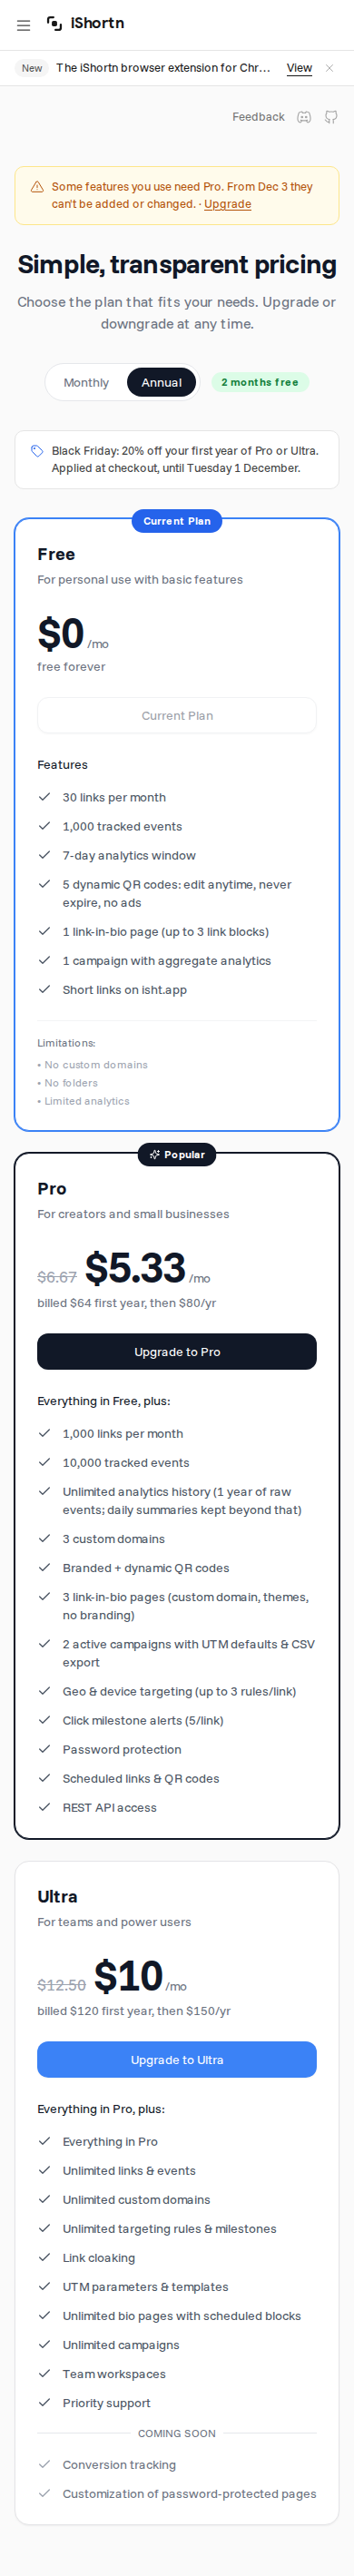 IShortn
New The iShortn browser extension for Chr... View
Feedback
Some features you use need Pro. From Dec 3 they
can't be added or changed. · Upgrade
Simple, transparent pricing
Choose the plan that fits your needs. Upgrade or
downgrade at any time.
Monthly Annual 2 months free
Black Friday: 20% off your first year of Pro or Ultra.
Applied at checkout, until Tuesday 1 December.
Current Plan
Free
For personal use with basic features
$0 /mo
free forever
Current Plan
Features
30 links per month
1,000 tracked events
7-day analytics window
5 dynamic QR codes: edit anytime, never
expire, no ads
1 link-in-bio page (up to 3 link blocks)
1 campaign with aggregate analytics
Short links on isht.app
Limitations:
• No custom domains
• No folders
• Limited analytics
Popular
Pro
For creators and small businesses
$6.67 $5.33 /mo
billed $64 first year, then $80/yr
Upgrade to Pro
Everything in Free, plus:
1,000 links per month
10,000 tracked events
Unlimited analytics history (1 year of raw
events; daily summaries kept beyond that)
3 custom domains
Branded + dynamic QR codes
3 link-in-bio pages (custom domain, themes,
no branding)
2 active campaigns with UTM defaults & CSV
export
Geo & device targeting (up to 3 rules/link)
Click milestone alerts (5/link)
Password protection
Scheduled links & QR codes
REST API access
Ultra
For teams and power users
$12.50 $10 /mo
billed $120 first year, then $150/yr
Upgrade to Ultra
Everything in Pro, plus:
Everything in Pro
Unlimited links & events
Unlimited custom domains
Unlimited targeting rules & milestones
Link cloaking
UTM parameters & templates
Unlimited bio pages with scheduled blocks
Unlimited campaigns
Team workspaces
Priority support
COMING SOON
Conversion tracking
Customization of password-protected pages